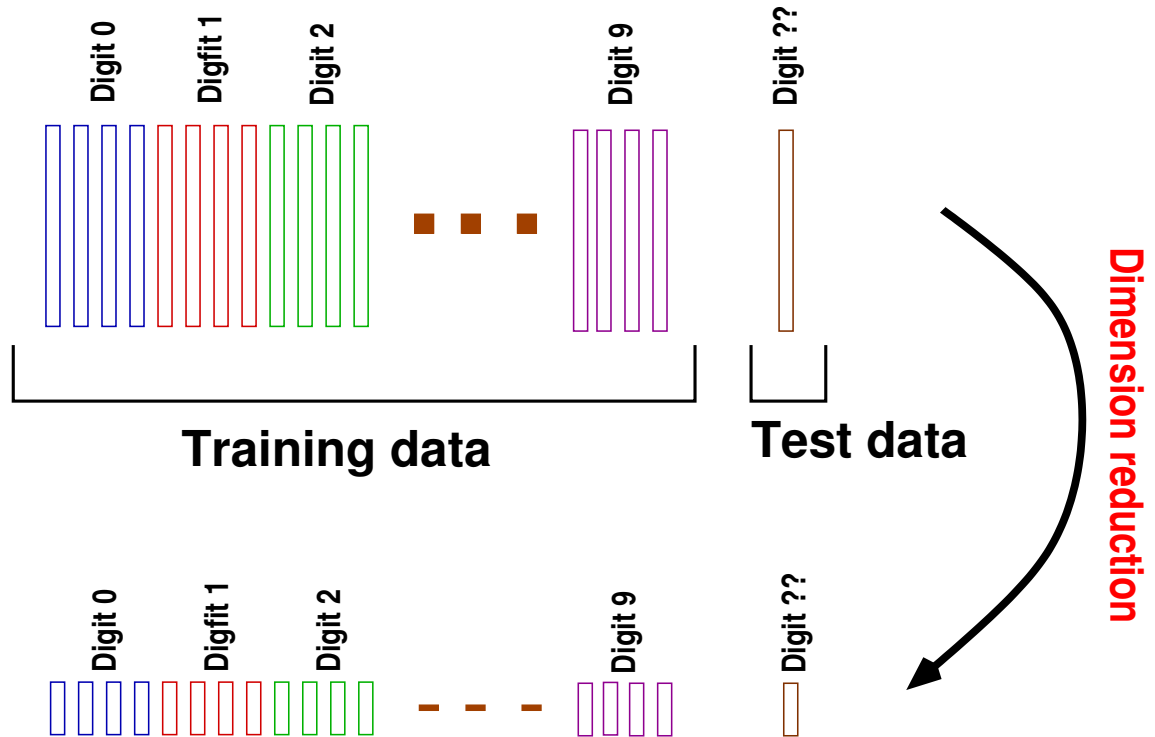 Digit 0
Digfit 1
Digit 2
Digit 9
Digit ??
Training data
Test data
Dimension reduction
Digit 0
Digfit 1
Digit 2
Digit 9
Digit ??